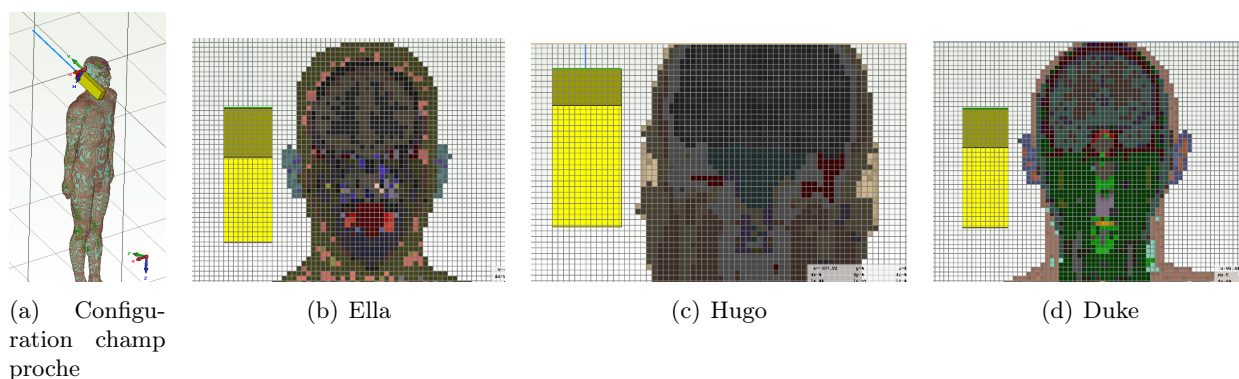 (a) Configu-
ration champ
proche
(b) Ella
(c) Hugo
(d) Duke